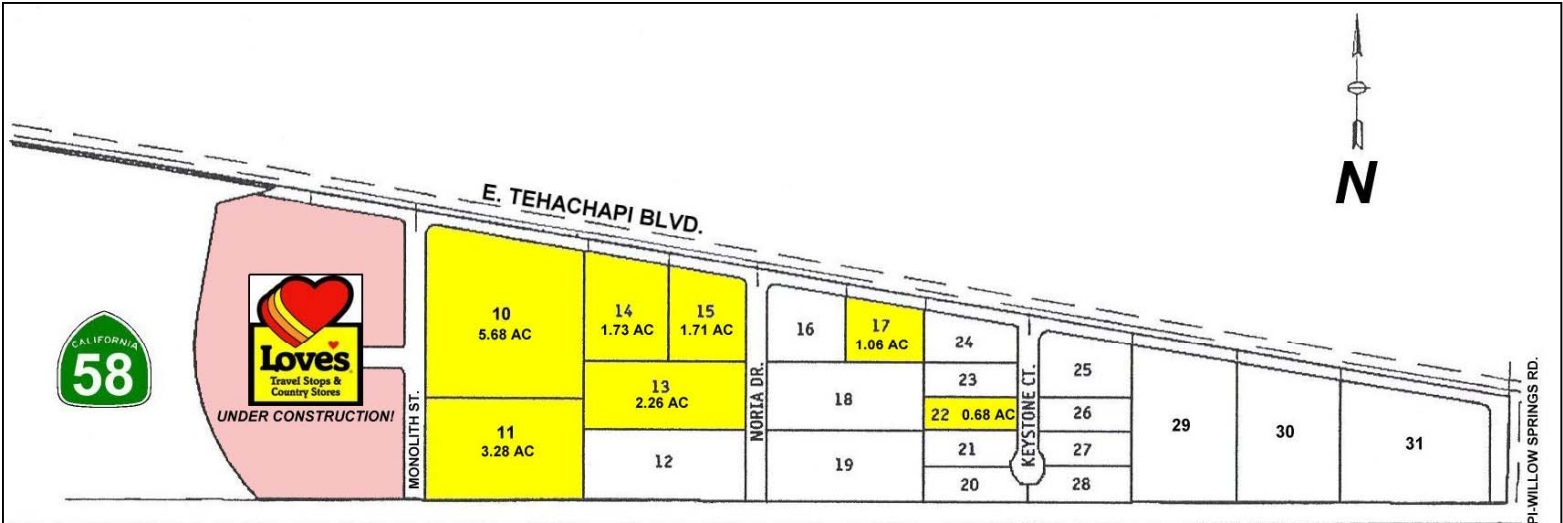 N
E. TEHACHAPI BLVD.
CALIFORNIA
58
Love's
Travel Stops &
Country Stores
UNDER CONSTRUCTION!
MONOLITH ST.
10
5.68 AC
11
3.28 AC
14
1.73 AC
15
1.71 AC
13
2.26 AC
12
NORIA DR.
16
17
1.06 AC
18
19
24
23
22 0.68 AC
21
20
KEYSTONE CT.
25
26
27
28
29
30
31
PI-WILLOW SPRINGS RD.